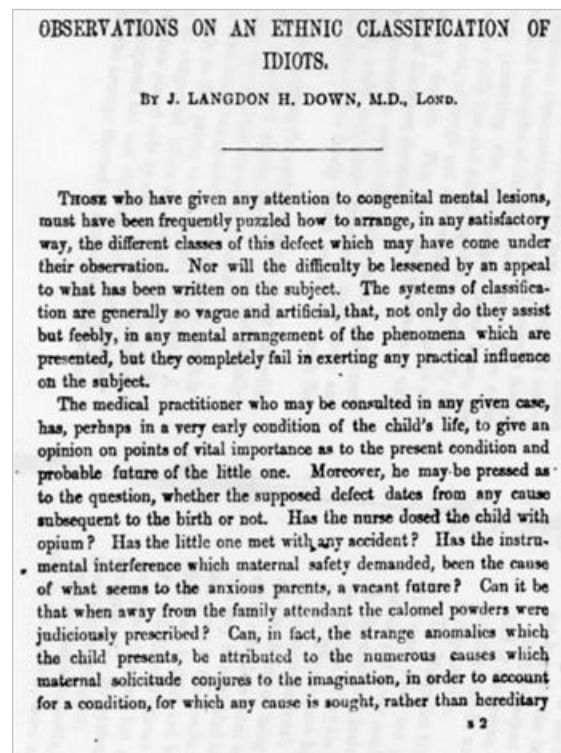 OBSERVATIONS ON AN ETHNIC CLASSIFICATION OF
IDIOTS.
BY J. LANGDON H. DOWN, M.D., LOND.
THOSE who have given any attention to congenital mental lesions,
must have been frequently puzzled how to arrange, in any satisfactory
way, the different classes of this defect which may have come under
their observation. Nor will the difficulty be lessened by an appeal
to what has been written on the subject. The systems of classifica-
tion are generally so vague and artificial, that, not only do they assist
but feebly, in any mental arrangement of the phenomena which are
presented, but they completely fail in exerting any practical influence
on the subject.
The medical practitioner who may be consulted in any given case,
has, perhaps in a very early condition of the child's life, to give an
opinion on points of vital importance as to the present condition and
probable future of the little one. Moreover, he may be pressed as
to the question, whether the supposed defect dates from any cause
subsequent to the birth or not. Has the nurse dosed the child with
opium? Has the little one met with any accident? Has the instru-
mental interference which maternal safety demanded, been the cause
of what seems to the anxious parents, a vacant future? Can it be
that when away from the family attendant the calomel powders were
judiciously prescribed? Can, in fact, the strange anomalies which
the child presents, be attributed to the numerous causes which
maternal solicitude conjures to the imagination, in order to account
for a condition, for which any cause is sought, rather than hereditary
s 2